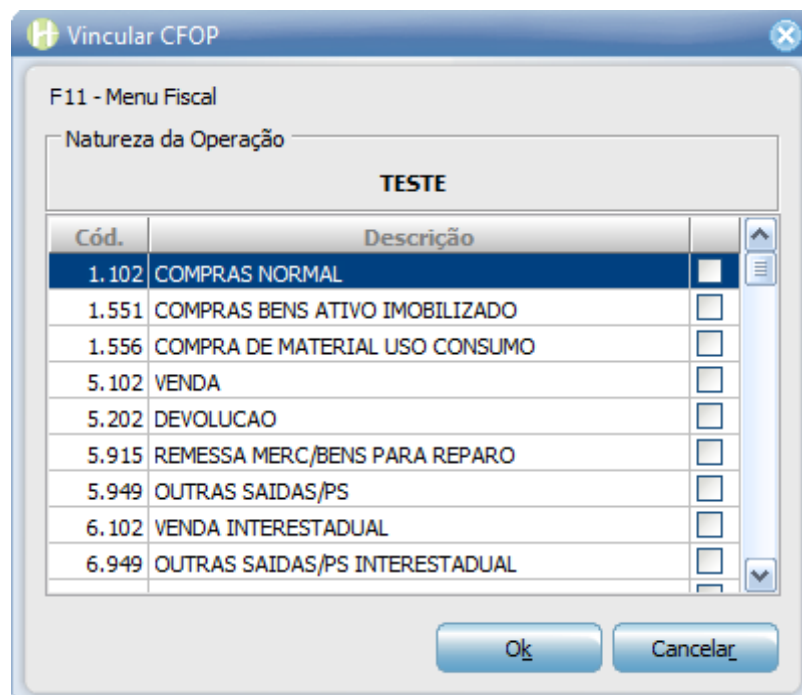 Vincular CFOP
F11 - Menu Fiscal
Natureza da Operação
TESTE
Cód. Descrição
1.102 COMPRAS NORMAL
1.551 COMPRAS BENS ATIVO IMOBILIZADO
1.556 COMPRA DE MATERIAL USO CONSUMO
5.102 VENDA
5.202 DEVOLUCAO
5.915 REMESSA MERC/BENS PARA REPARO
5.949 OUTRAS SAIDAS/PS
6.102 VENDA INTERESTADUAL
6.949 OUTRAS SAIDAS/PS INTERESTADUAL
Ok Cancelar